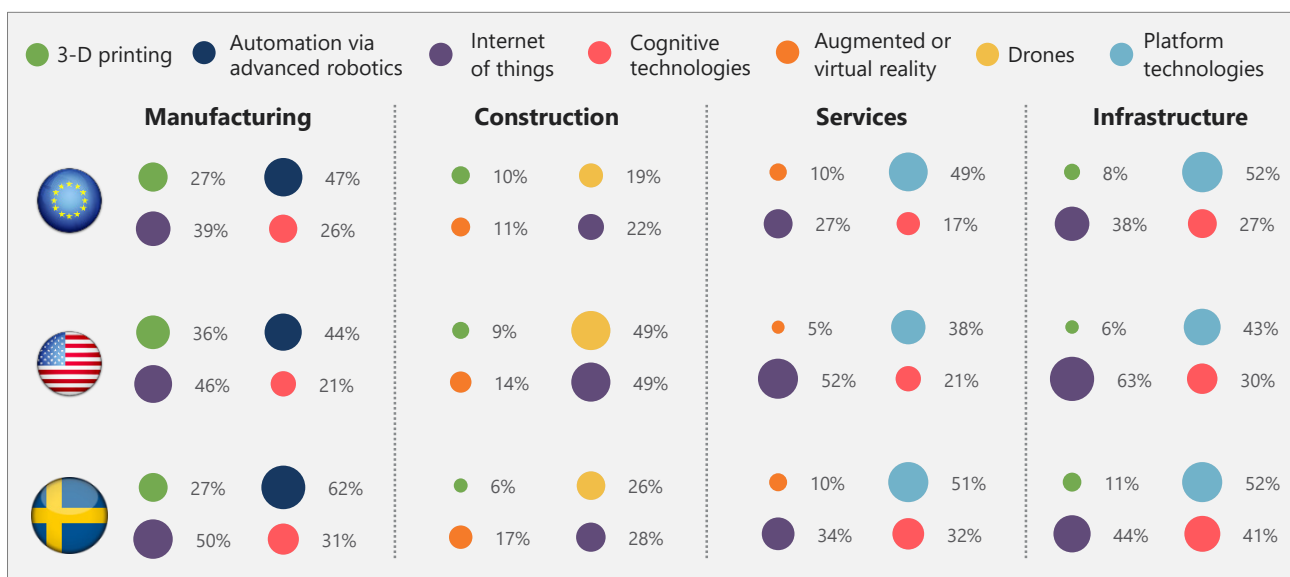 3-D printing
Automation via
advanced robotics
Internet
of things
Cognitive
technologies
Augmented or
virtual reality
Drones
Platform
technologies
Manufacturing Construction Services Infrastructure
27% 47% 10% 19% 10% 49% 8% 52%
39% 26% 11% 22% 27% 17% 38% 27%
36% 44% 9% 49% 5% 38% 6% 43%
46% 21% 14% 49% 52% 21% 63% 30%
27% 62% 6% 26% 10% 51% 11% 52%
50% 31% 17% 28% 34% 32% 44% 41%